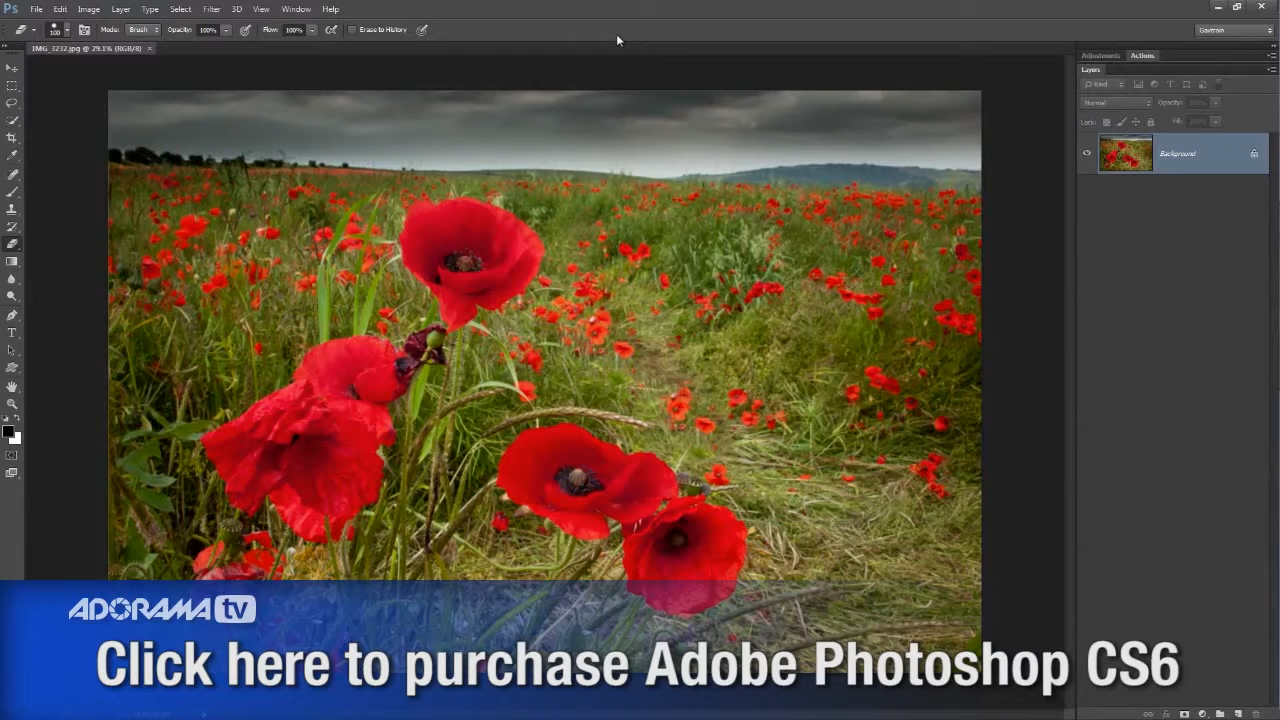 Ps File Edit Image Layer Type Select Filter 3D View Window Help
100 Mode: Brush Opacity: 100% Flow: 100% Erase to History Gavtrain
IMG_3232.jpg @ 29.1% (RGB/8) ×
Adjustments Actions
Layers
Kind
Normal Opacity: 100%
Lock: Fill: 100%
Background
ADORAMA tv
Click here to purchase Adobe Photoshop CS6